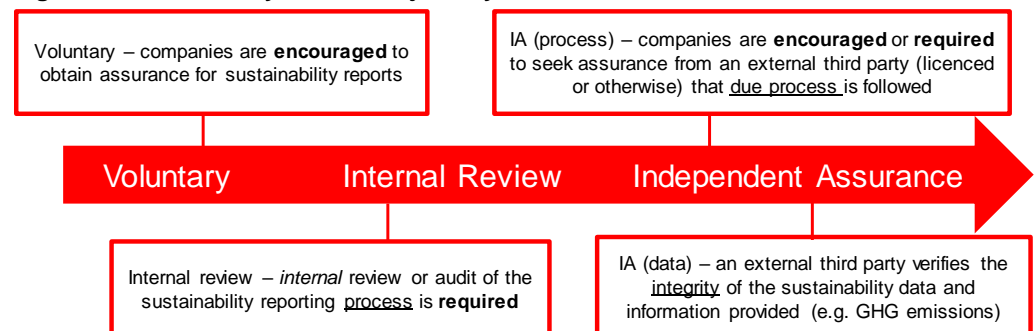 Voluntary – companies are encouraged to
obtain assurance for sustainability reports
IA (process) – companies are encouraged or required
to seek assurance from an external third party (licenced
or otherwise) that due process is followed
Voluntary
Internal Review
Independent Assurance
Internal review – internal review or audit of the
sustainability reporting process is required
IA (data) – an external third party verifies the
integrity of the sustainability data and
information provided (e.g. GHG emissions)